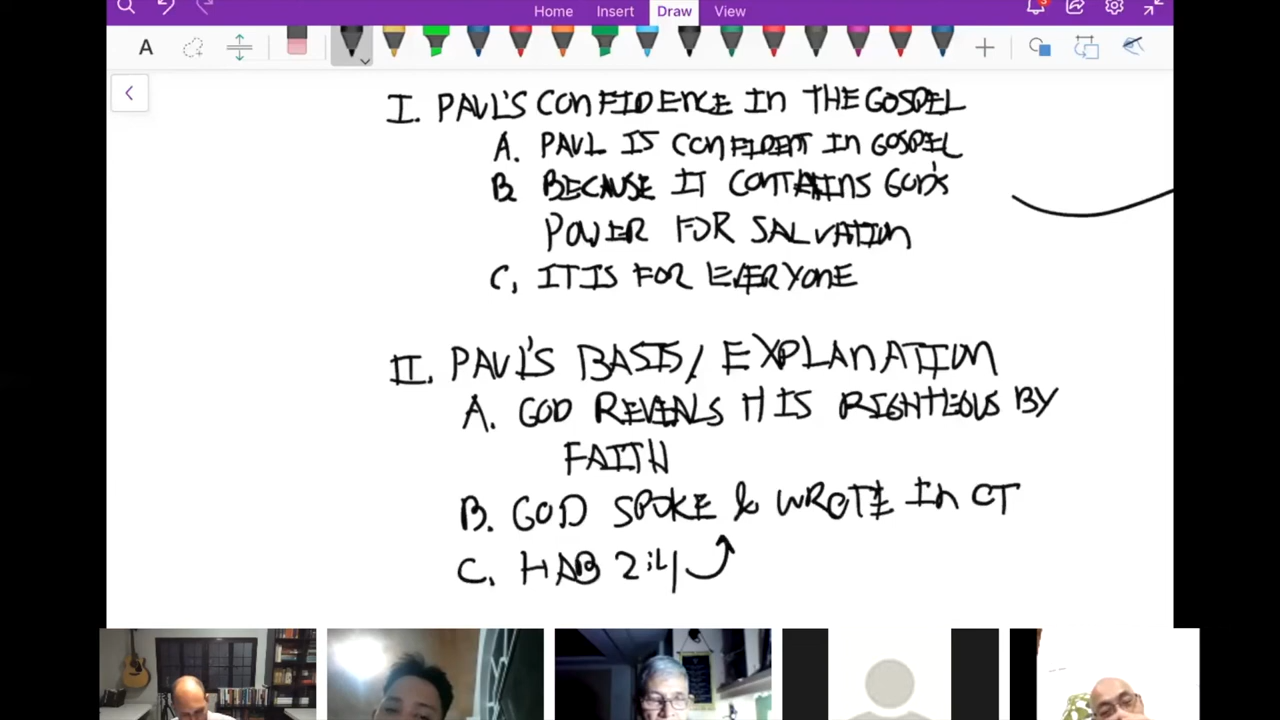 Home Insert Draw View
A
I. PAUL'S CONFIDENCE IN THE GOSPEL
A. PAUL IS CONFIDENT IN GOSPEL
B. BECAUSE IT CONTAINS GOD'S
POWER FOR SALVATION
C. IT IS FOR EVERYONE
II. PAUL'S BASIS/EXPLANATION
A. GOD REVEALS HIS RIGHTEOUS BY
FAITH
B. GOD SPOKE & WROTE IN OT
C. HAB 2:4